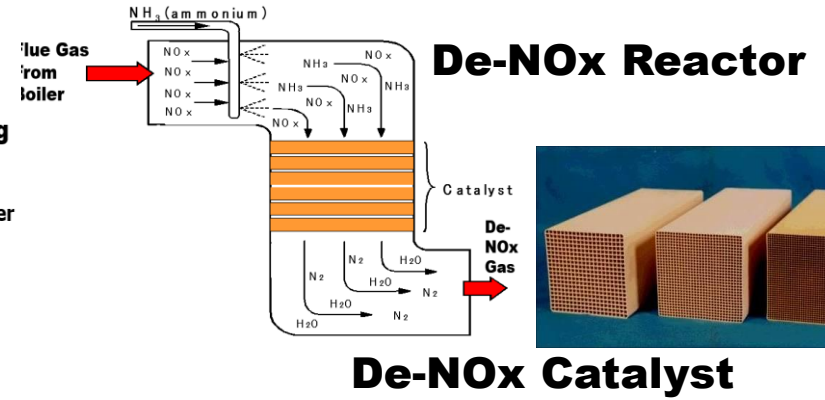 NH3 (ammonium)
Flue Gas
From
Boiler
g
er
NOx
NOx
NOx
NOx
NOx
NH3
NOx
NH3
NH3
NOx
NH3
NOx
De-NOx Reactor
Catalyst
De-
NOx
Gas
N2
N2
H2O
H2O
N2
H2O
N2
H2O
De-NOx Catalyst